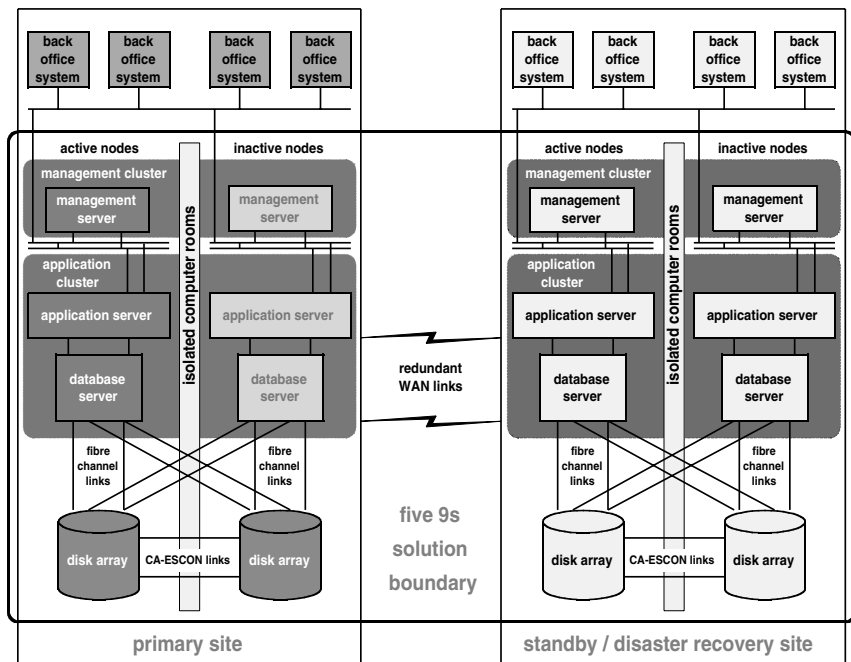 back office system
back office system
back office system
back office system
active nodes
inactive nodes
management cluster
management server
management server
application cluster
application server
application server
database server
database server
isolated computer rooms
fibre channel links
fibre channel links
disk array
CA-ESCON links
disk array
primary site
redundant WAN links
five 9s solution boundary
back office system
back office system
back office system
back office system
active nodes
inactive nodes
management cluster
management server
management server
application cluster
application server
application server
database server
database server
isolated computer rooms
fibre channel links
fibre channel links
disk array
CA-ESCON links
disk array
standby / disaster recovery site